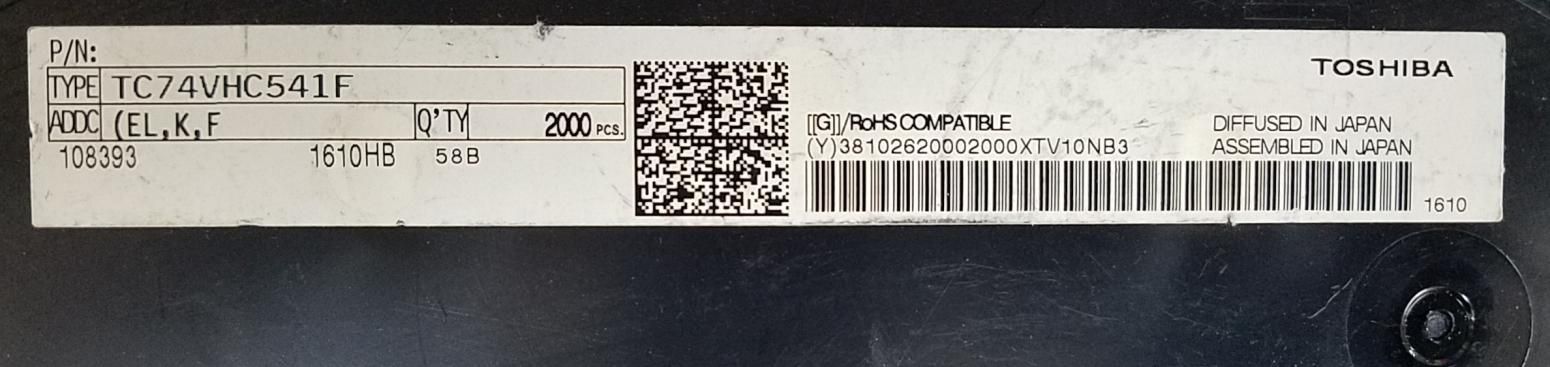 P/N:
TYPE TC74VHC541F
ADDC (EL,K,F Q'TY 2000 PCS.
108393 1610HB 58B
TOSHIBA
[[G]]/RoHS COMPATIBLE DIFFUSED IN JAPAN
(Y)38102620002000XTV10NB3 ASSEMBLED IN JAPAN
1610